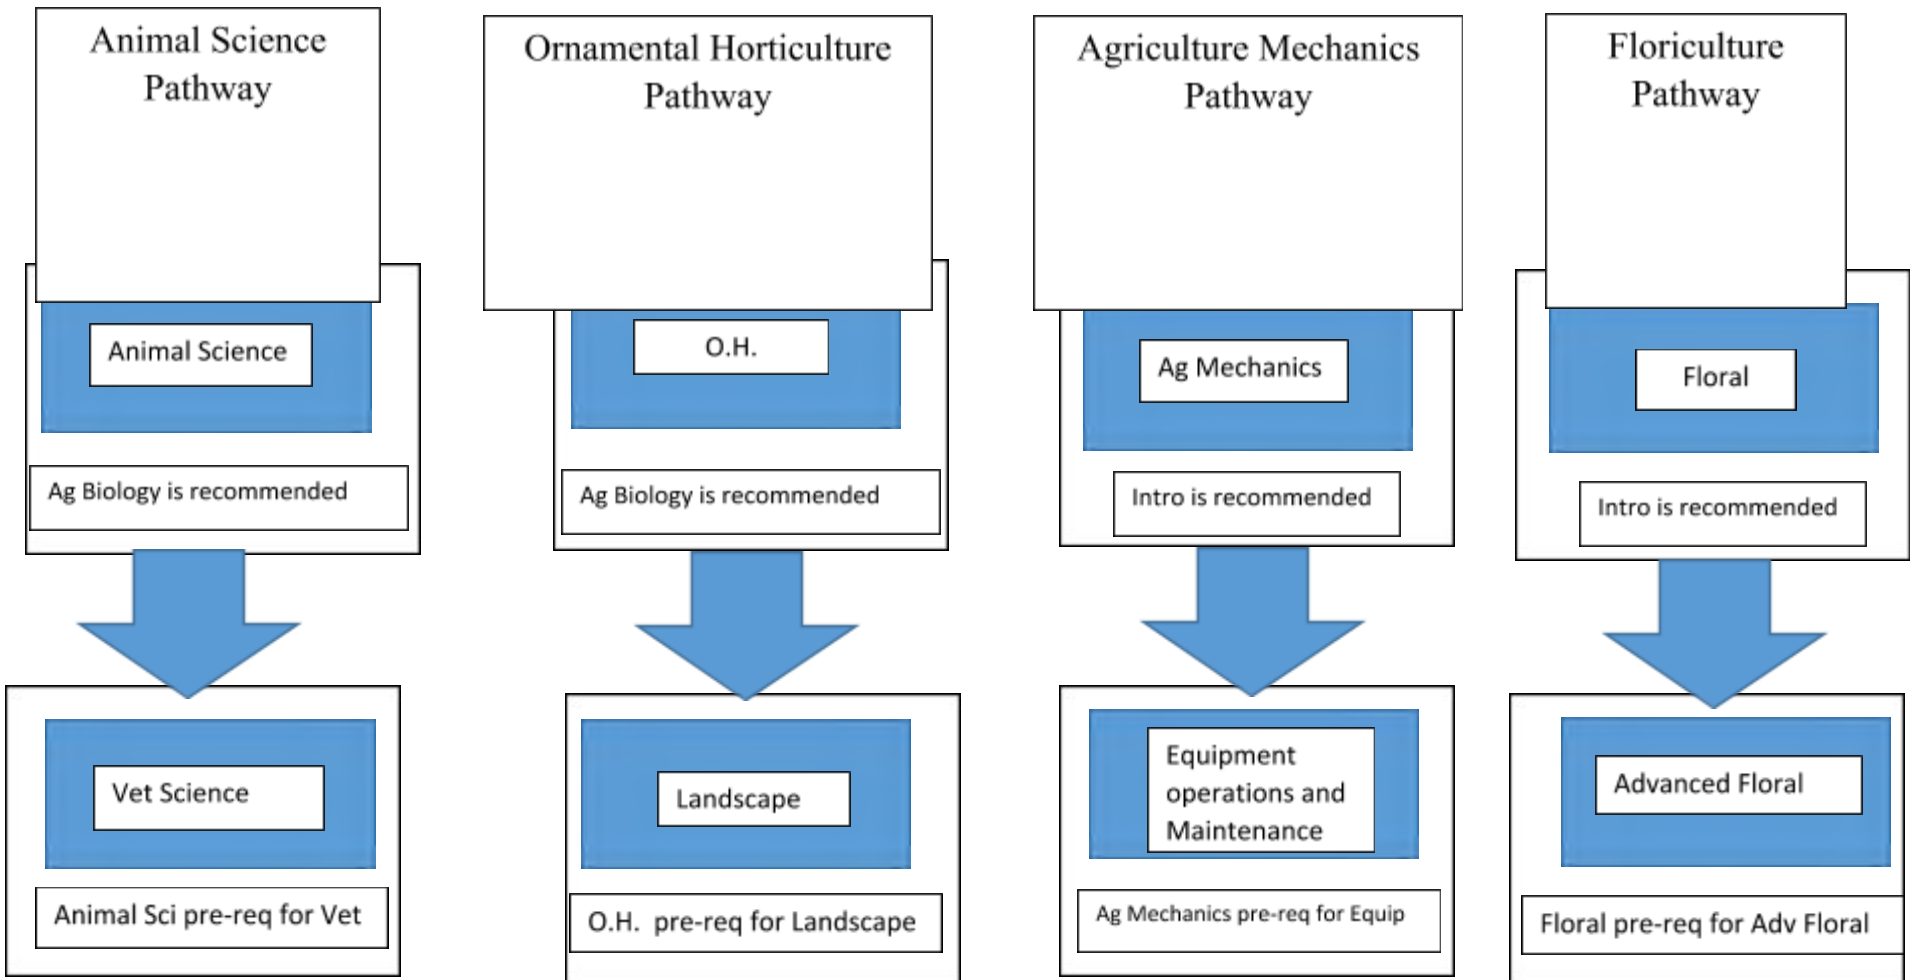 Animal Science
Pathway
Ornamental Horticulture
Pathway
Agriculture Mechanics
Pathway
Floriculture
Pathway
Animal Science
O.H.
Ag Mechanics
Floral
Ag Biology is recommended
Ag Biology is recommended
Intro is recommended
Intro is recommended
Vet Science
Landscape
Equipment
operations and
Maintenance
Advanced Floral
Animal Sci pre-req for Vet
O.H. pre-req for Landscape
Ag Mechanics pre-req for Equip
Floral pre-req for Adv Floral